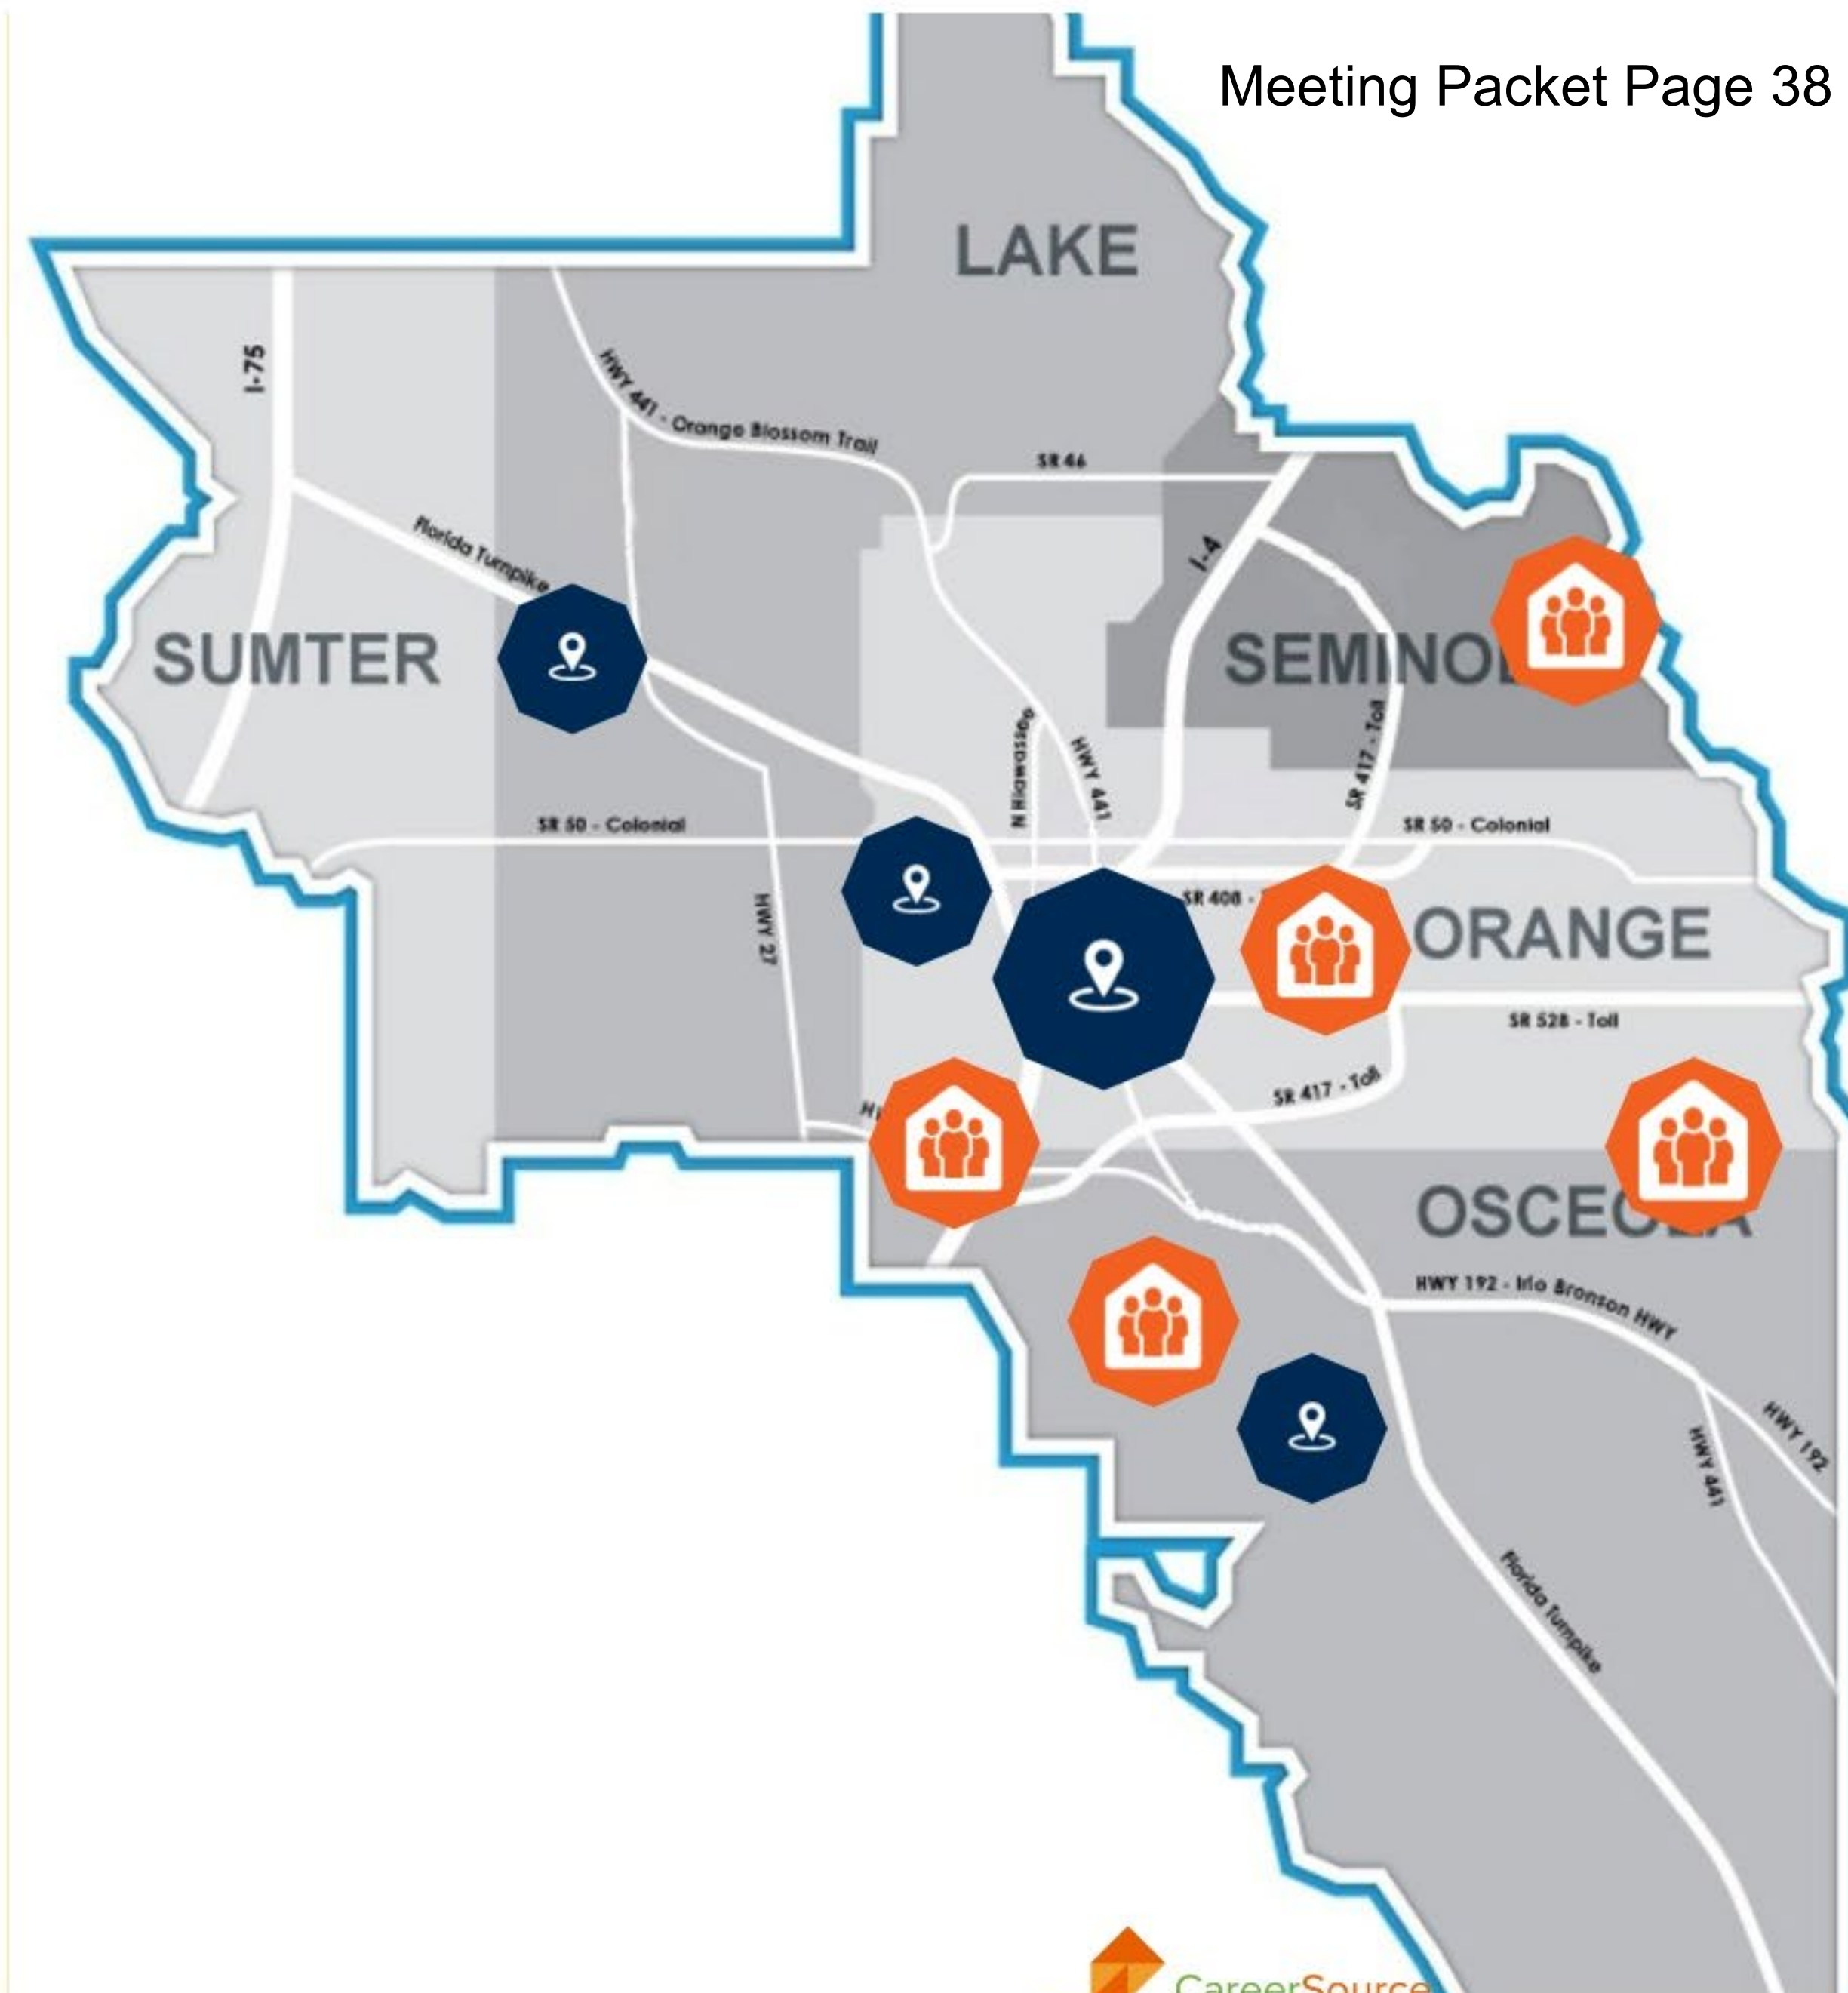 Meeting Packet Page 38
LAKE
I-75
HWY 441 - Orange Blossom Trail
SR 46
Florida Turnpike
I-4
SUMTER
SEMINOL
SR 417 - Toll
N Hiawassee
HWY 441
SR 50 - Colonial
SR 50 - Colonial
HWY 27
SR 408 -
ORANGE
SR 528 - Toll
SR 417 - Toll
OSCEOLA
HWY 192 - Irlo Bronson HWY
HWY 192
HWY 441
Florida Turnpike
CareerSource